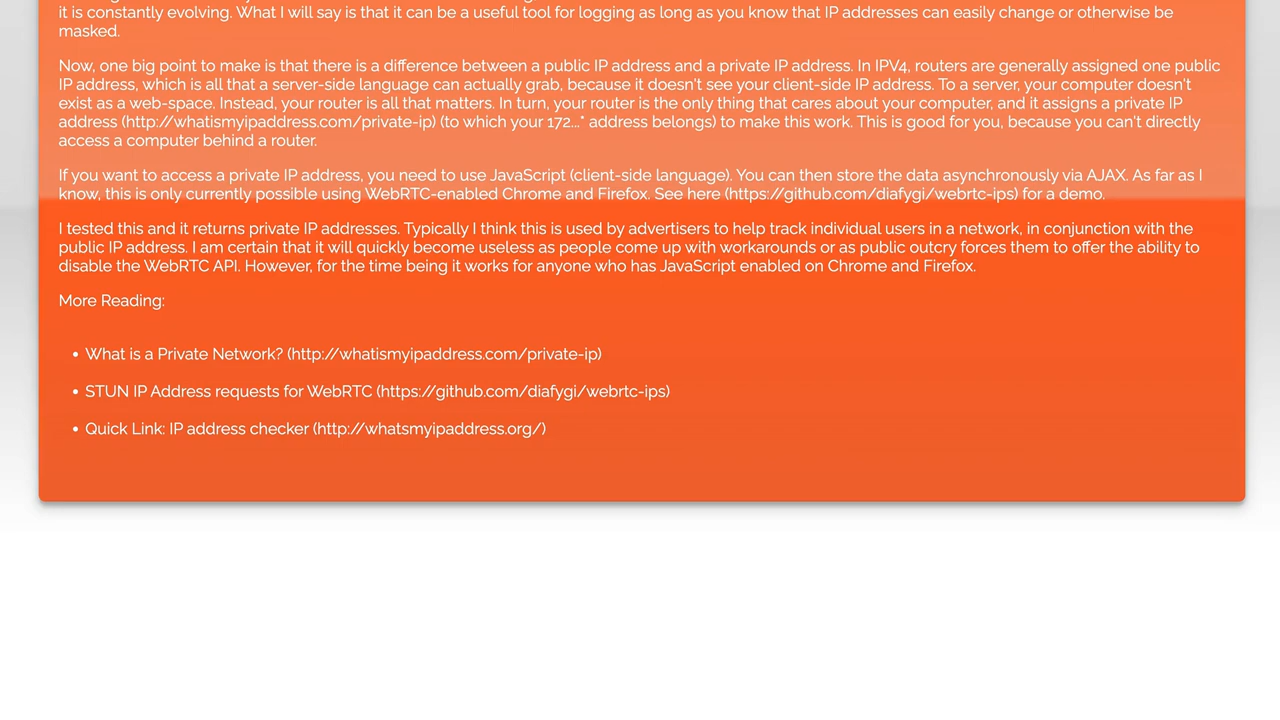 it is constantly evolving. What I will say is that it can be a useful tool for logging as long as you know that IP addresses can easily change or otherwise be
masked.
Now, one big point to make is that there is a difference between a public IP address and a private IP address. In IPV4, routers are generally assigned one public
IP address, which is all that a server-side language can actually grab, because it doesn't see your client-side IP address. To a server, your computer doesn't
exist as a web-space. Instead, your router is all that matters. In turn, your router is the only thing that cares about your computer, and it assigns a private IP
address (http://whatismyipaddress.com/private-ip) (to which your 172...* address belongs) to make this work. This is good for you, because you can't directly
access a computer behind a router.
If you want to access a private IP address, you need to use JavaScript (client-side language). You can then store the data asynchronously via AJAX. As far as I
know, this is only currently possible using WebRTC-enabled Chrome and Firefox. See here (https://github.com/diafygi/webrtc-ips) for a demo.
I tested this and it returns private IP addresses. Typically I think this is used by advertisers to help track individual users in a network, in conjunction with the
public IP address. I am certain that it will quickly become useless as people come up with workarounds or as public outcry forces them to offer the ability to
disable the WebRTC API. However, for the time being it works for anyone who has JavaScript enabled on Chrome and Firefox.
More Reading:
• What is a Private Network? (http://whatismyipaddress.com/private-ip)
• STUN IP Address requests for WebRTC (https://github.com/diafygi/webrtc-ips)
• Quick Link: IP address checker (http://whatsmyipaddress.org/)